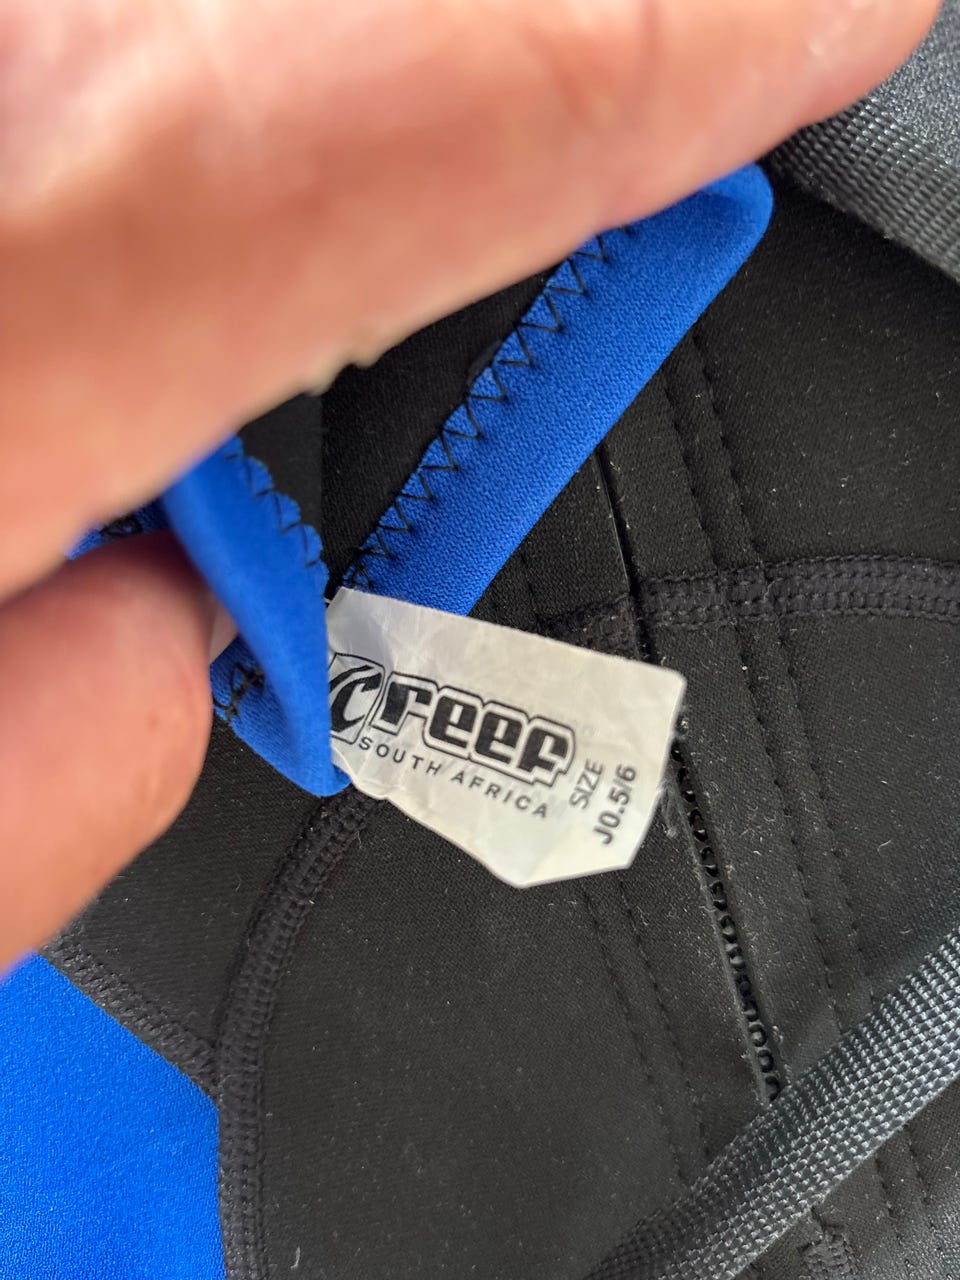 reef
SOUTH AFRICA
SIZE
J0.5/6